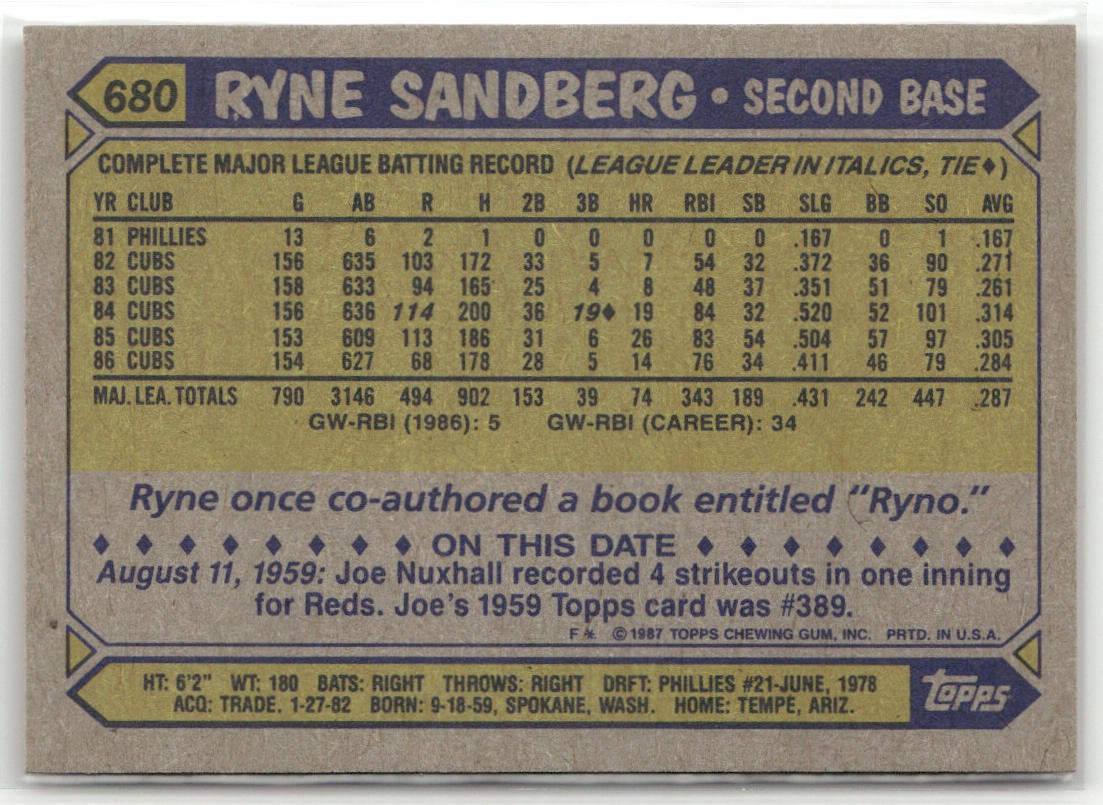 680 RYNE SANDBERG • SECOND BASE
COMPLETE MAJOR LEAGUE BATTING RECORD (LEAGUE LEADER IN ITALICS, TIE♦)
YR CLUB G AB R H 2B 3B HR RBI SB SLG BB SO AVG
81 PHILLIES 13 6 2 1 0 0 0 0 0 .167 0 1 .167
82 CUBS 156 635 103 172 33 5 7 54 32 .372 36 90 .271
83 CUBS 158 633 94 165 25 4 8 48 37 .351 51 79 .261
84 CUBS 156 636 114 200 36 19♦ 19 84 32 .520 52 101 .314
85 CUBS 153 609 113 186 31 6 26 83 54 .504 57 97 .305
86 CUBS 154 627 68 178 28 5 14 76 34 .411 46 79 .284
MAJ. LEA. TOTALS 790 3146 494 902 153 39 74 343 189 .431 242 447 .287
GW-RBI (1986): 5 GW-RBI (CAREER): 34
Ryne once co-authored a book entitled "Ryno."
♦ ♦ ♦ ♦ ♦ ♦ ♦ ♦ ON THIS DATE ♦ ♦ ♦ ♦ ♦ ♦ ♦ ♦
August 11, 1959: Joe Nuxhall recorded 4 strikeouts in one inning
for Reds. Joe's 1959 Topps card was #389.
F* ©1987 TOPPS CHEWING GUM, INC. PRTD. IN U.S.A.
HT: 6'2" WT: 180 BATS: RIGHT THROWS: RIGHT DRFT: PHILLIES #21-JUNE, 1978
ACQ: TRADE, 1-27-82 BORN: 9-18-59, SPOKANE, WASH. HOME: TEMPE, ARIZ.
topps